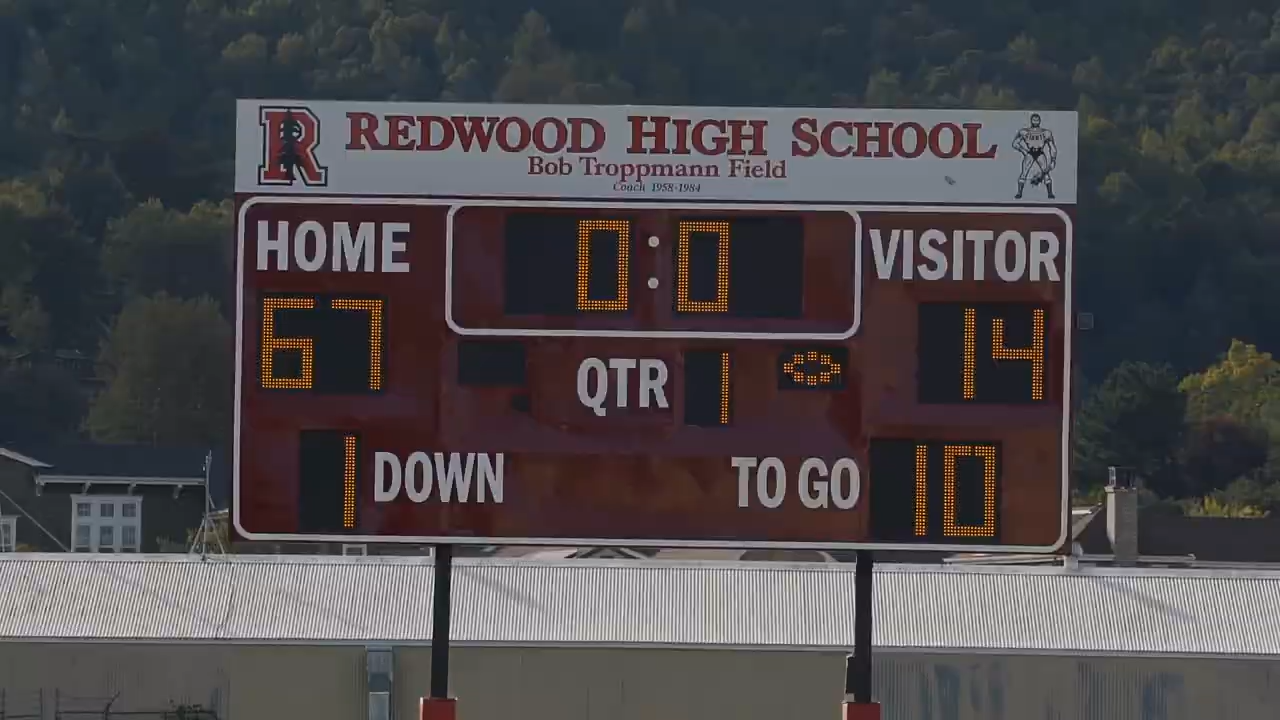 R REDWOOD HIGH SCHOOL
Bob Troppmann Field
Coach 1958-1984
HOME 0:0 VISITOR
67 14
QTR 1
1 DOWN TO GO 10